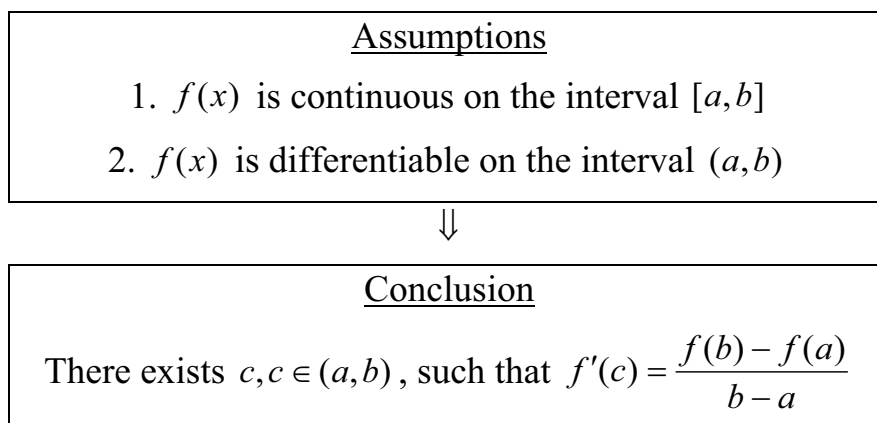 Assumptions
1. f(x) is continuous on the interval [a,b]
2. f(x) is differentiable on the interval (a,b)
⇓
Conclusion
There exists c, c ∈ (a,b), such that f′(c) = (f(b) − f(a)) / (b − a)